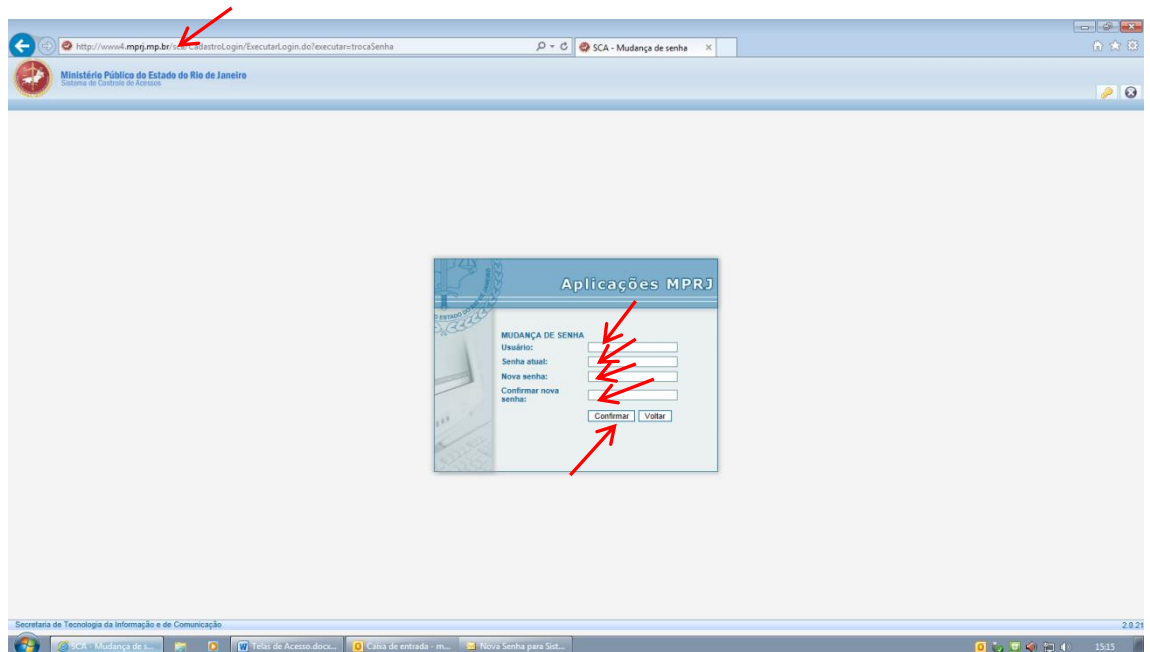 http://www4.mprj.mp.br/sca/CadastroLogin/ExecutarLogin.do?executar=trocaSenha
SCA - Mudança de senha
Ministério Público do Estado do Rio de Janeiro
Sistema de Controle de Acessos
Aplicações MPRJ
MUDANÇA DE SENHA
Usuário:
Senha atual:
Nova senha:
Confirmar nova
senha:
Confirmar Voltar
Secretaria de Tecnologia da Informação e de Comunicação 2.0.21
SCA - Mudança de s... Telas de Acesso.docx... Caixa de entrada - m... Nova Senha para Sist... 15:15